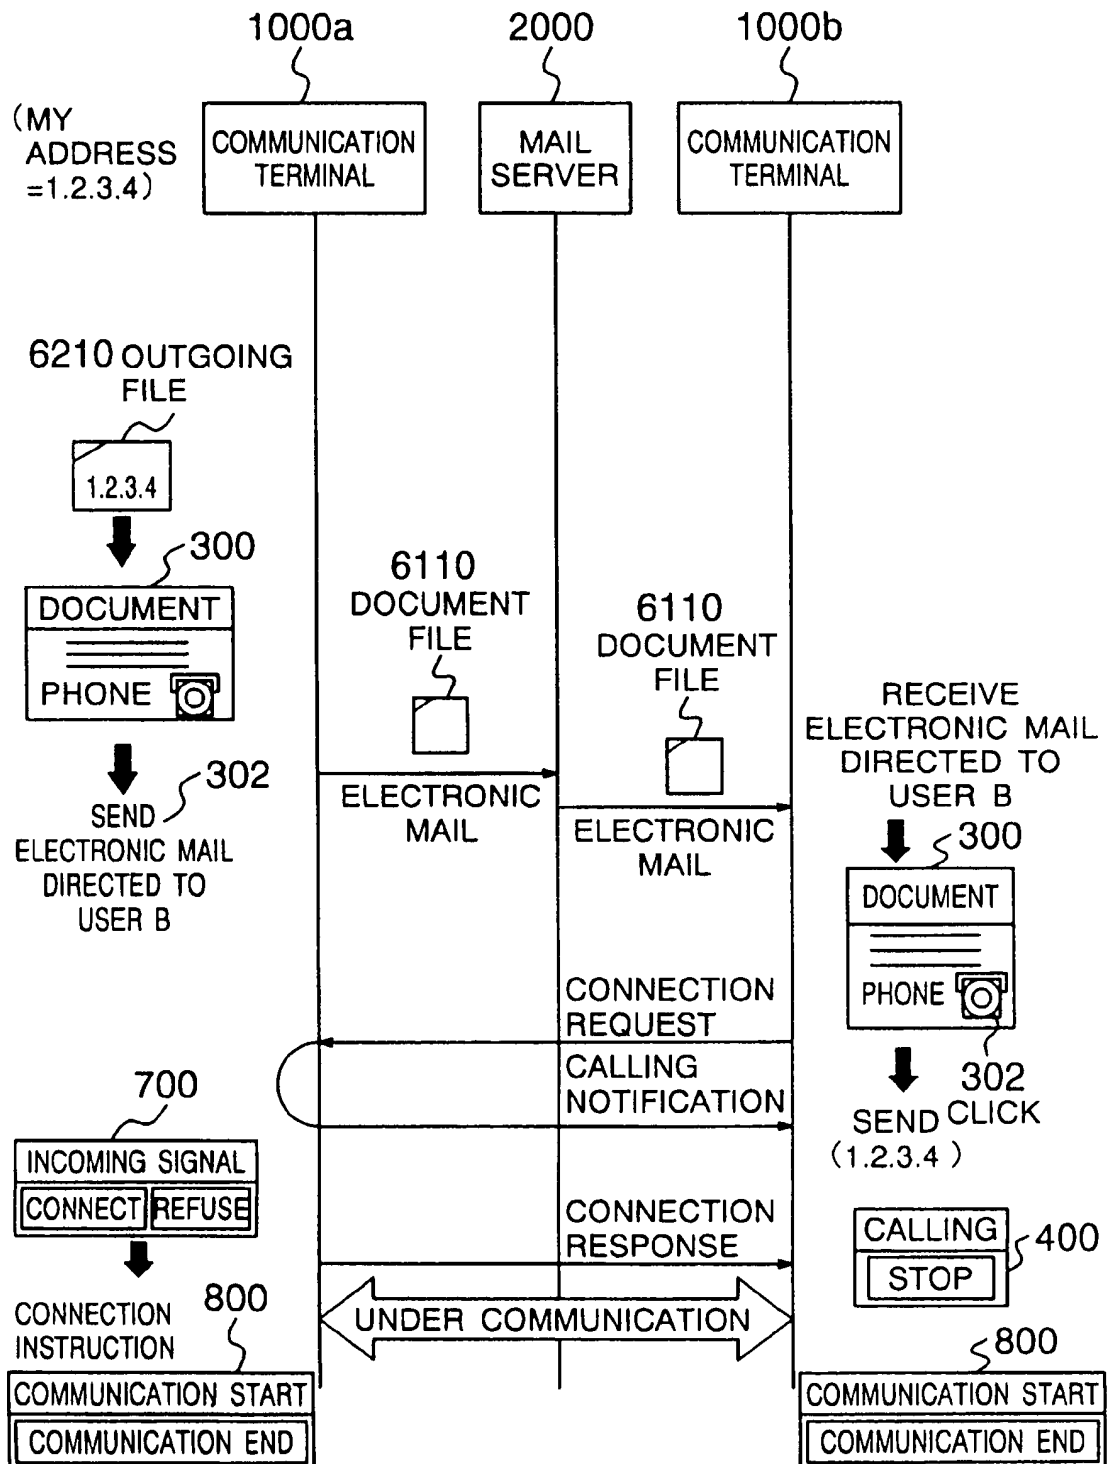 1000a
2000
1000b
(MY
ADDRESS
=1.2.3.4)
COMMUNICATION
TERMINAL
MAIL
SERVER
COMMUNICATION
TERMINAL
6210 OUTGOING
FILE
1.2.3.4
300
DOCUMENT
PHONE
302
SEND
ELECTRONIC MAIL
DIRECTED TO
USER B
6110
DOCUMENT
FILE
ELECTRONIC
MAIL
6110
DOCUMENT
FILE
ELECTRONIC
MAIL
RECEIVE
ELECTRONIC MAIL
DIRECTED TO
USER B
300
DOCUMENT
PHONE
302
CLICK
SEND
(1.2.3.4 )
CONNECTION
REQUEST
CALLING
NOTIFICATION
700
INCOMING SIGNAL
CONNECT REFUSE
CONNECTION
RESPONSE
CALLING
STOP
400
CONNECTION
INSTRUCTION
UNDER COMMUNICATION
800
COMMUNICATION START
COMMUNICATION END
800
COMMUNICATION START
COMMUNICATION END